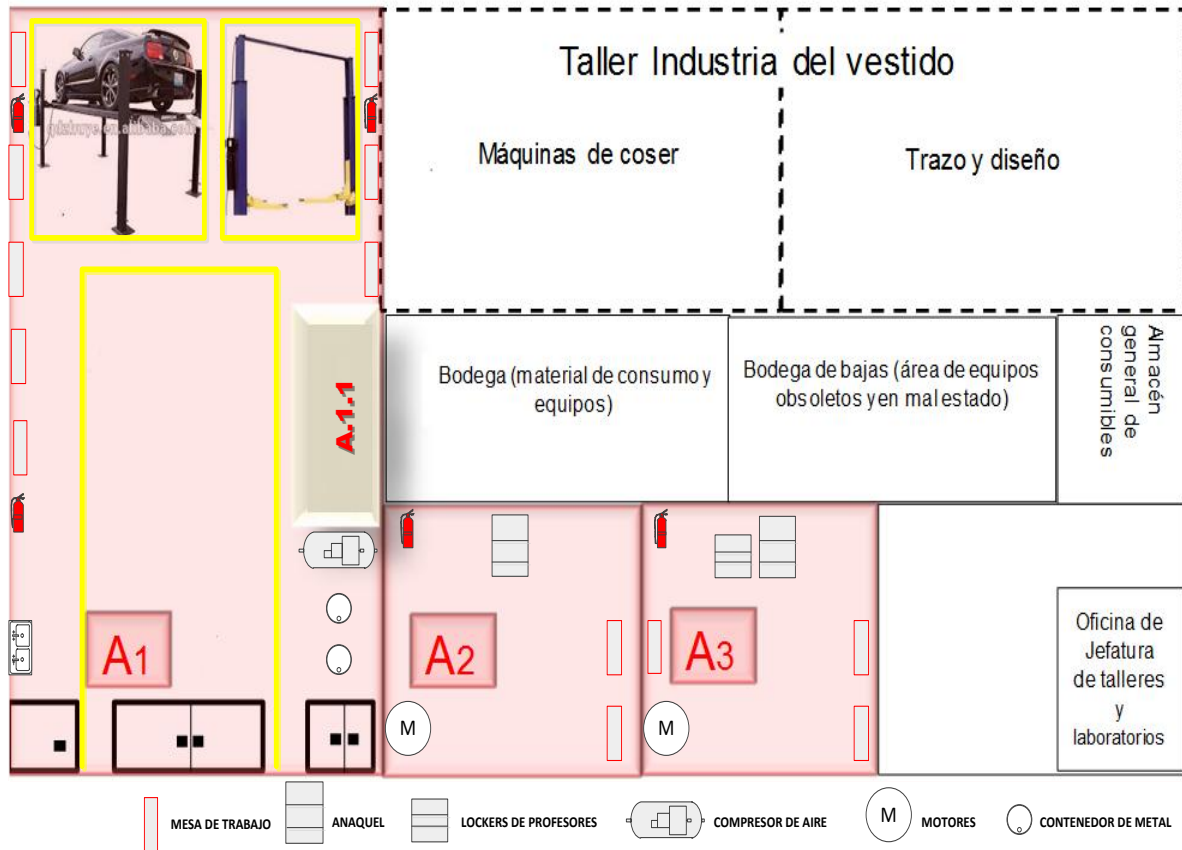 Taller Industria del vestido
Máquinas de coser
Trazo y diseño
Bodega (material de consumo y
equipos)
Bodega de bajas (área de equipos
obsoletos y en mal estado)
Almacén
general de
consumibles
A.1.1
A1
A2
A3
M
M
Oficina de
Jefatura
de talleres
y
laboratorios
MESA DE TRABAJO
ANAQUEL
LOCKERS DE PROFESORES
COMPRESOR DE AIRE
M
MOTORES
CONTENEDOR DE METAL